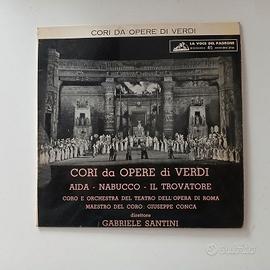 CORI DA OPERE DI VERDI
LA VOCE DEL PADRONE
CORI da OPERE di VERDI
AIDA - NABUCCO - IL TROVATORE
CORO E ORCHESTRA DEL TEATRO DELL'OPERA DI ROMA
MAESTRO DEL CORO: GIUSEPPE CONCA
direttore
GABRIELE SANTINI